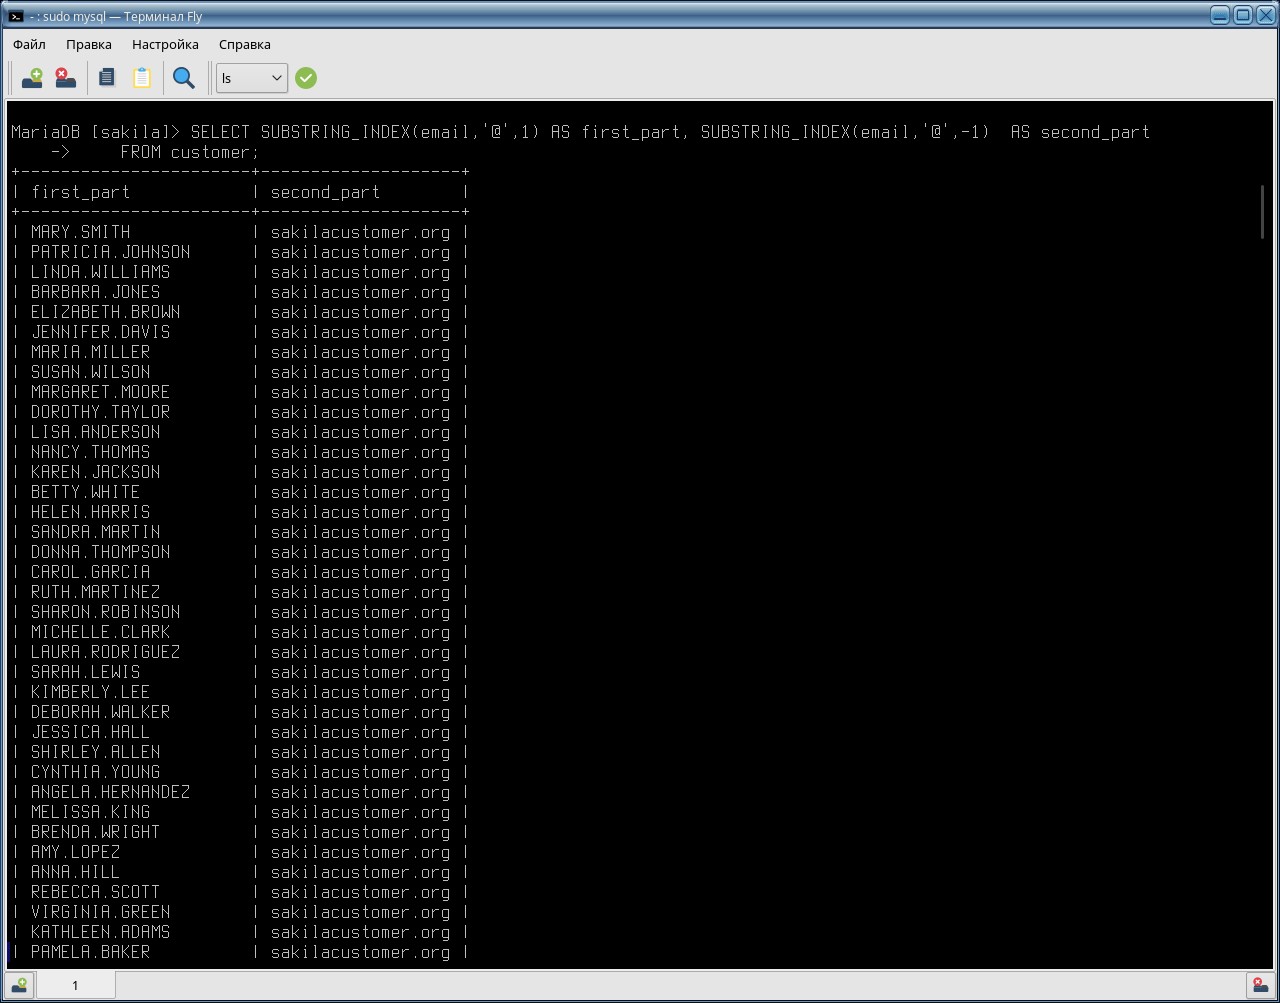 - : sudo mysql — Терминал Fly
Файл Правка Настройка Справка
ls
MariaDB [sakila]> SELECT SUBSTRING_INDEX(email,'@',1) AS first_part, SUBSTRING_INDEX(email,'@',-1)  AS second_part
    ->     FROM customer;
+-----------------------+--------------------+
| first_part            | second_part        |
+-----------------------+--------------------+
| MARY.SMITH            | sakilacustomer.org |
| PATRICIA.JOHNSON      | sakilacustomer.org |
| LINDA.WILLIAMS        | sakilacustomer.org |
| BARBARA.JONES         | sakilacustomer.org |
| ELIZABETH.BROWN       | sakilacustomer.org |
| JENNIFER.DAVIS        | sakilacustomer.org |
| MARIA.MILLER          | sakilacustomer.org |
| SUSAN.WILSON          | sakilacustomer.org |
| MARGARET.MOORE        | sakilacustomer.org |
| DOROTHY.TAYLOR        | sakilacustomer.org |
| LISA.ANDERSON         | sakilacustomer.org |
| NANCY.THOMAS          | sakilacustomer.org |
| KAREN.JACKSON         | sakilacustomer.org |
| BETTY.WHITE           | sakilacustomer.org |
| HELEN.HARRIS          | sakilacustomer.org |
| SANDRA.MARTIN         | sakilacustomer.org |
| DONNA.THOMPSON        | sakilacustomer.org |
| CAROL.GARCIA          | sakilacustomer.org |
| RUTH.MARTINEZ         | sakilacustomer.org |
| SHARON.ROBINSON       | sakilacustomer.org |
| MICHELLE.CLARK        | sakilacustomer.org |
| LAURA.RODRIGUEZ       | sakilacustomer.org |
| SARAH.LEWIS           | sakilacustomer.org |
| KIMBERLY.LEE          | sakilacustomer.org |
| DEBORAH.WALKER        | sakilacustomer.org |
| JESSICA.HALL          | sakilacustomer.org |
| SHIRLEY.ALLEN         | sakilacustomer.org |
| CYNTHIA.YOUNG         | sakilacustomer.org |
| ANGELA.HERNANDEZ      | sakilacustomer.org |
| MELISSA.KING          | sakilacustomer.org |
| BRENDA.WRIGHT         | sakilacustomer.org |
| AMY.LOPEZ             | sakilacustomer.org |
| ANNA.HILL             | sakilacustomer.org |
| REBECCA.SCOTT         | sakilacustomer.org |
| VIRGINIA.GREEN        | sakilacustomer.org |
| KATHLEEN.ADAMS        | sakilacustomer.org |
| PAMELA.BAKER          | sakilacustomer.org |
1